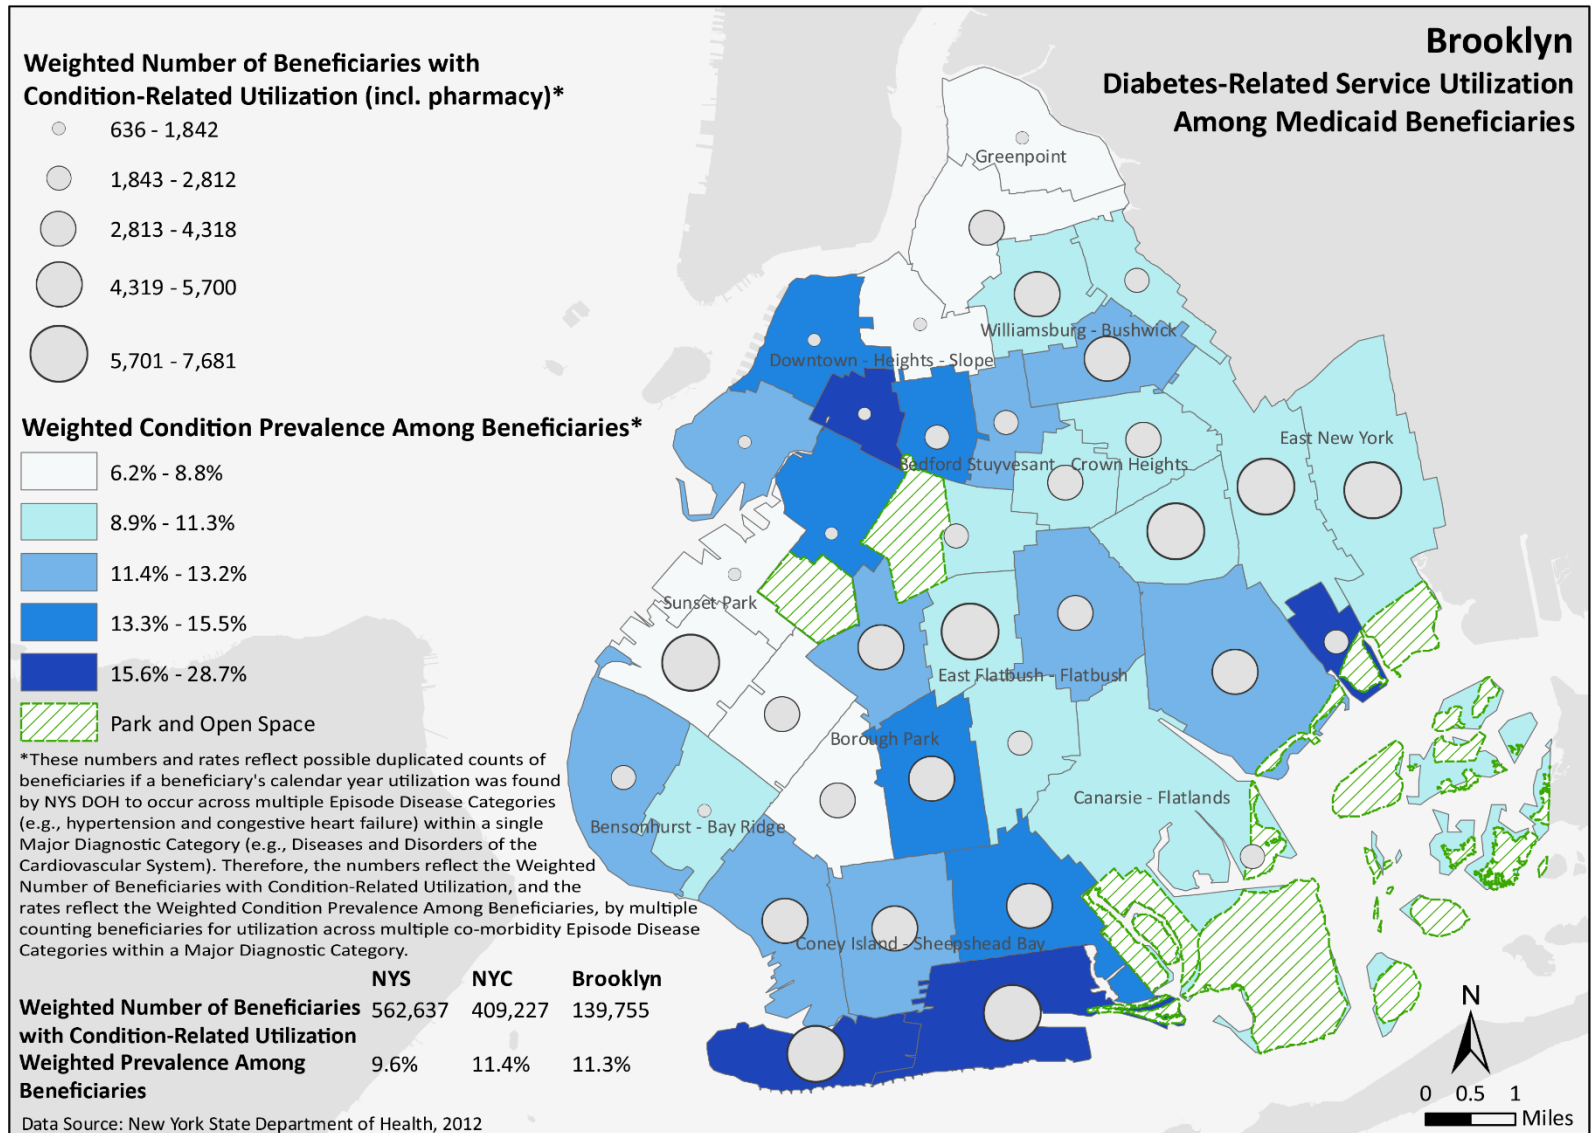 Brooklyn
Diabetes-Related Service Utilization
Among Medicaid Beneficiaries
Weighted Number of Beneficiaries with
Condition-Related Utilization (incl. pharmacy)*
636 - 1,842
1,843 - 2,812
2,813 - 4,318
4,319 - 5,700
5,701 - 7,681
Weighted Condition Prevalence Among Beneficiaries*
6.2% - 8.8%
8.9% - 11.3%
11.4% - 13.2%
13.3% - 15.5%
15.6% - 28.7%
Park and Open Space
*These numbers and rates reflect possible duplicated counts of
beneficiaries if a beneficiary's calendar year utilization was found
by NYS DOH to occur across multiple Episode Disease Categories
(e.g., hypertension and congestive heart failure) within a single
Major Diagnostic Category (e.g., Diseases and Disorders of the
Cardiovascular System). Therefore, the numbers reflect the Weighted
Number of Beneficiaries with Condition-Related Utilization, and the
rates reflect the Weighted Condition Prevalence Among Beneficiaries, by multiple
counting beneficiaries for utilization across multiple co-morbidity Episode Disease
Categories within a Major Diagnostic Category.
NYS NYC Brooklyn
Weighted Number of Beneficiaries 562,637 409,227 139,755
with Condition-Related Utilization
Weighted Prevalence Among 9.6% 11.4% 11.3%
Beneficiaries
Data Source: New York State Department of Health, 2012
Greenpoint
Williamsburg - Bushwick
Downtown - Heights - Slope
East New York
Bedford Stuyvesant - Crown Heights
Sunset Park
East Flatbush - Flatbush
Borough Park
Canarsie - Flatlands
Bensonhurst - Bay Ridge
Coney Island - Sheepshead Bay
N
0 0.5 1
Miles